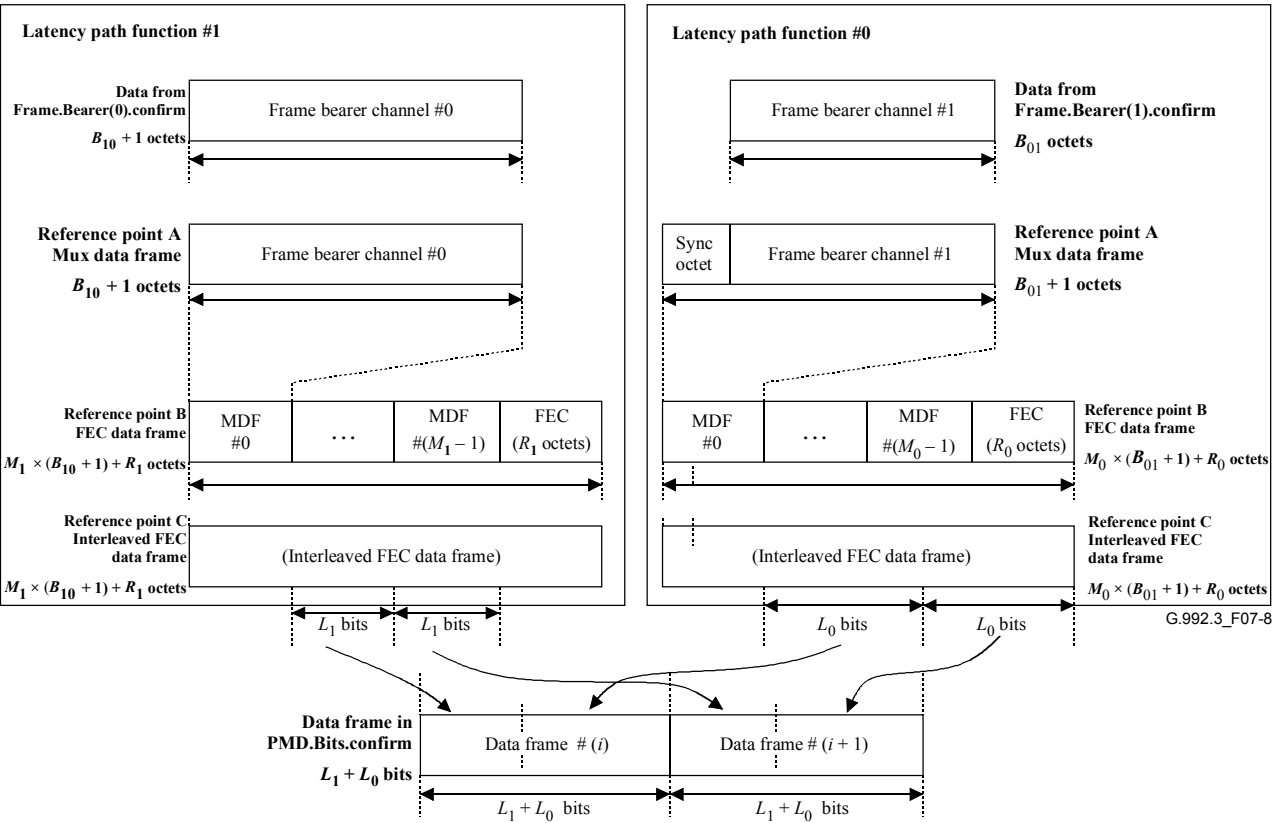 Latency path function #1
Data from
Frame.Bearer(0).confirm
B10 + 1 octets
Frame bearer channel #0
Reference point A
Mux data frame
B10 + 1 octets
Frame bearer channel #0
Reference point B
FEC data frame
M1 × (B10 + 1) + R1 octets
MDF
#0
...
MDF
#(M1 – 1)
FEC
(R1 octets)
Reference point C
Interleaved FEC
data frame
M1 × (B10 + 1) + R1 octets
(Interleaved FEC data frame)
L1 bits
L1 bits
Latency path function #0
Frame bearer channel #1
Data from
Frame.Bearer(1).confirm
B01 octets
Sync
octet
Frame bearer channel #1
Reference point A
Mux data frame
B01 + 1 octets
MDF
#0
...
MDF
#(M0 – 1)
FEC
(R0 octets)
Reference point B
FEC data frame
M0 × (B01 + 1) + R0 octets
(Interleaved FEC data frame)
Reference point C
Interleaved FEC
data frame
M0 × (B01 + 1) + R0 octets
L0 bits
L0 bits
G.992.3_F07-8
Data frame in
PMD.Bits.confirm
L1 + L0 bits
Data frame # (i)
Data frame # (i + 1)
L1 + L0 bits
L1 + L0 bits